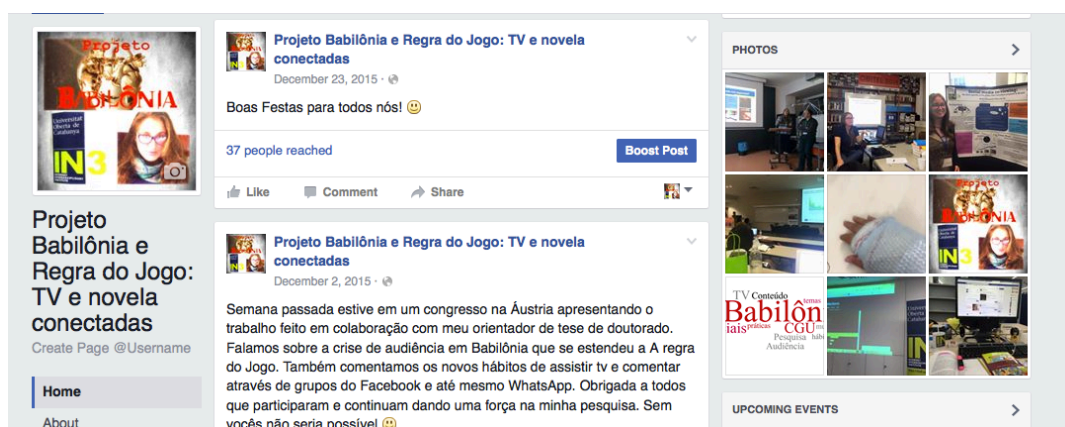 Projeto
BABILÔNIA
Universitat
Oberta de
Catalunya
IN3
Projeto
Babilônia e
Regra do Jogo:
TV e novela
conectadas
Create Page @Username
Home
About
Projeto Babilônia e Regra do Jogo: TV e novela
conectadas
December 23, 2015 ·
Boas Festas para todos nós!
37 people reached
Boost Post
Like Comment Share
Projeto Babilônia e Regra do Jogo: TV e novela
conectadas
December 2, 2015 ·
Semana passada estive em um congresso na Áustria apresentando o
trabalho feito em colaboração com meu orientador de tese de doutorado.
Falamos sobre a crise de audiência em Babilônia que se estendeu a A regra
do Jogo. Também comentamos os novos hábitos de assistir tv e comentar
através de grupos do Facebook e até mesmo WhatsApp. Obrigada a todos
que participaram e continuam dando uma força na minha pesquisa. Sem
vocês não seria possível
PHOTOS
Projeto
BABILÔNIA
IN3
TV Conteúdo
temas
Babilôn
iais práticas CGU
Pesquisa
Audiência
UPCOMING EVENTS